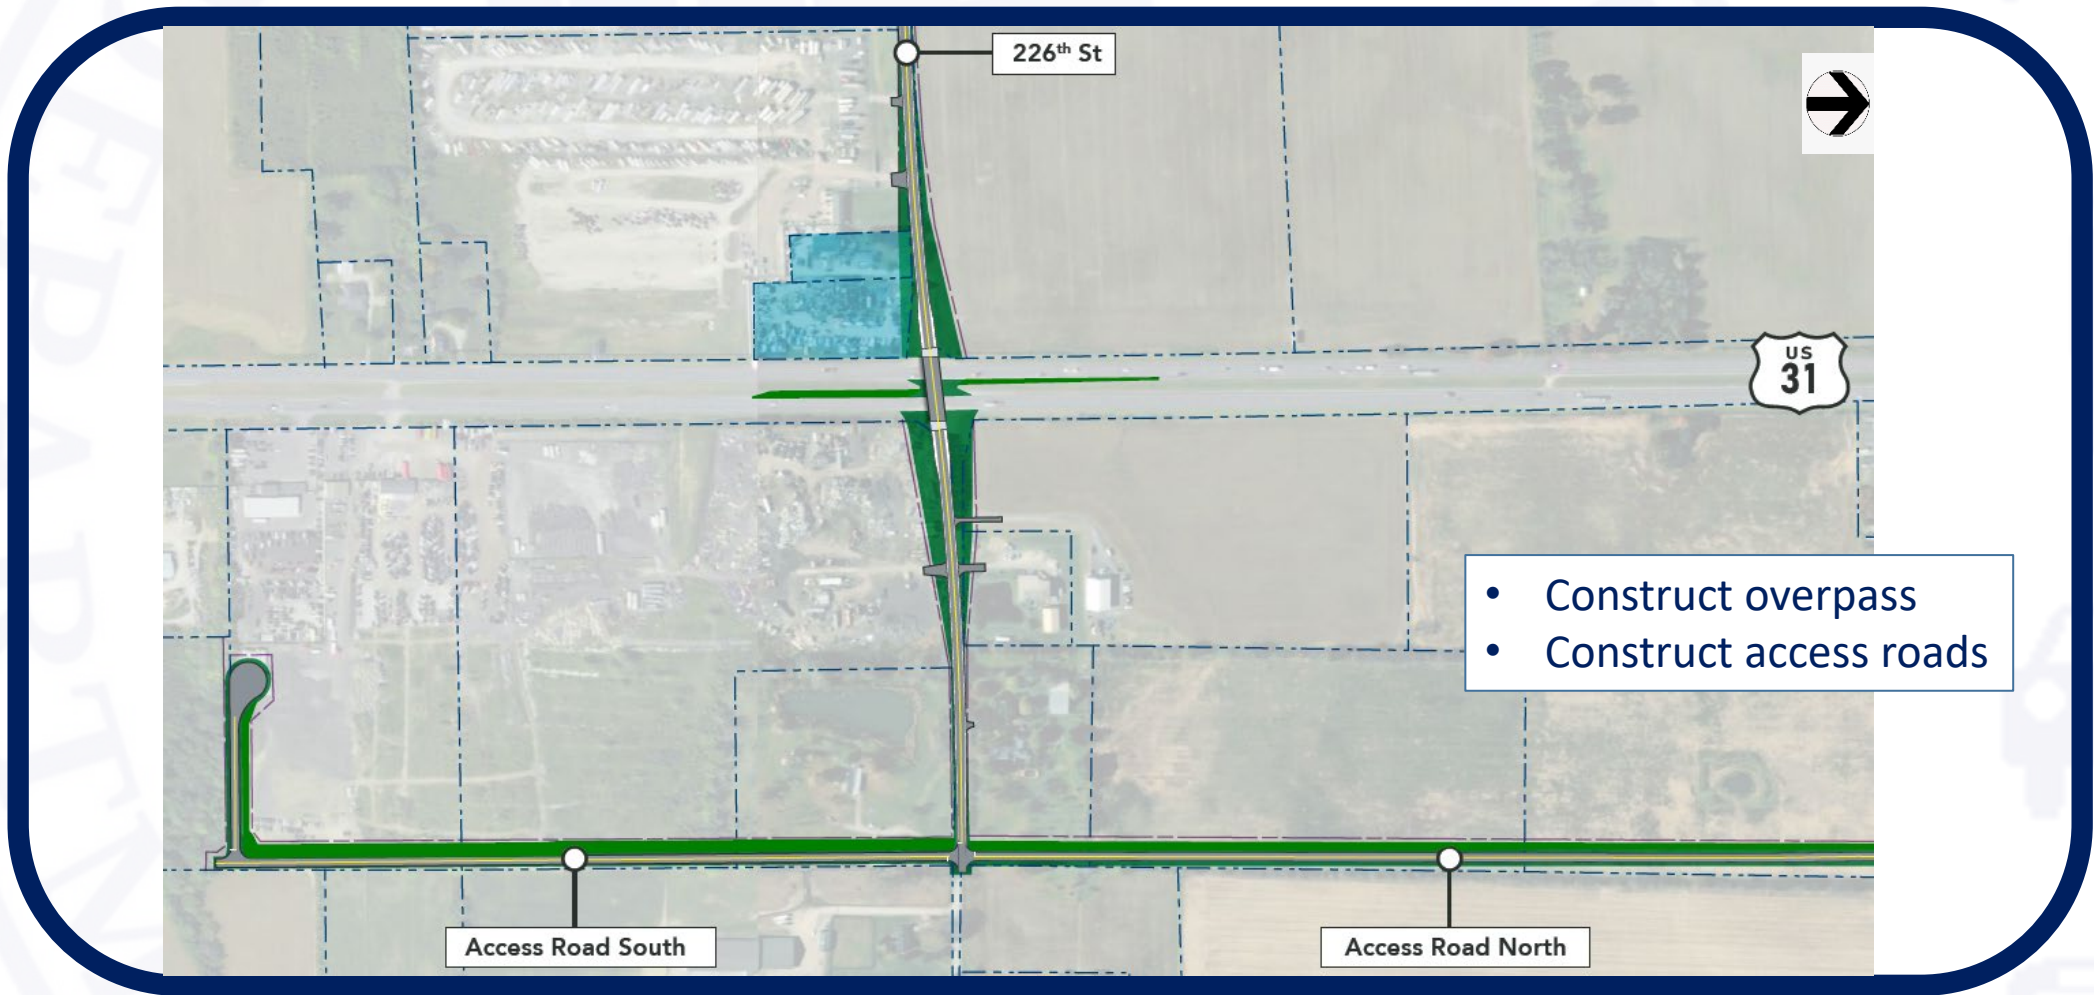 226th St
US
31
• Construct overpass
• Construct access roads
Access Road South
Access Road North